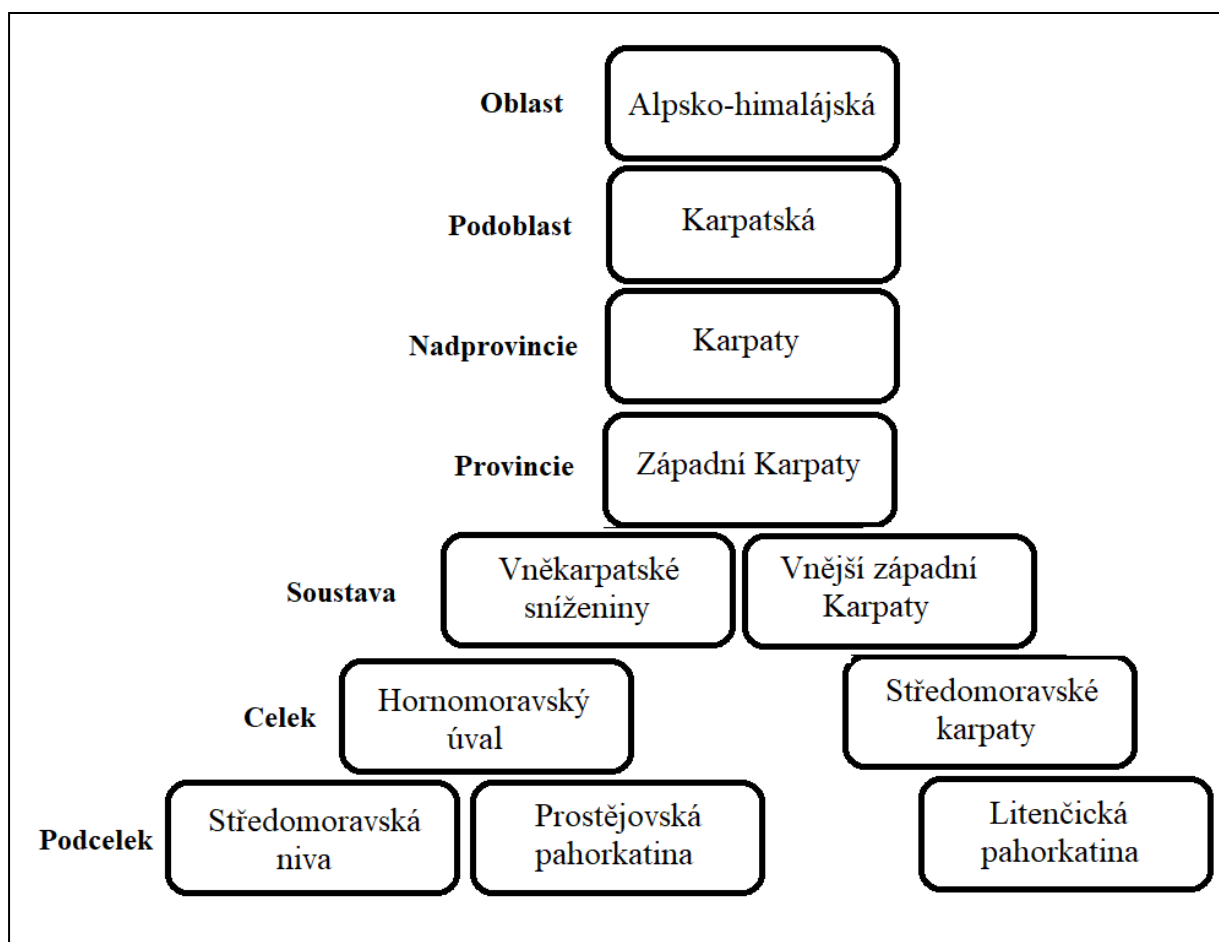 Oblast
Alpsko-himalájská
Podoblast
Karpatská
Nadprovincie
Karpaty
Provincie
Západní Karpaty
Soustava
Vněkarpatské
sníženiny
Vnější západní
Karpaty
Celek
Hornomoravský
úval
Středomoravské
karpaty
Podcelek
Středomoravská
niva
Prostějovská
pahorkatina
Litenčická
pahorkatina